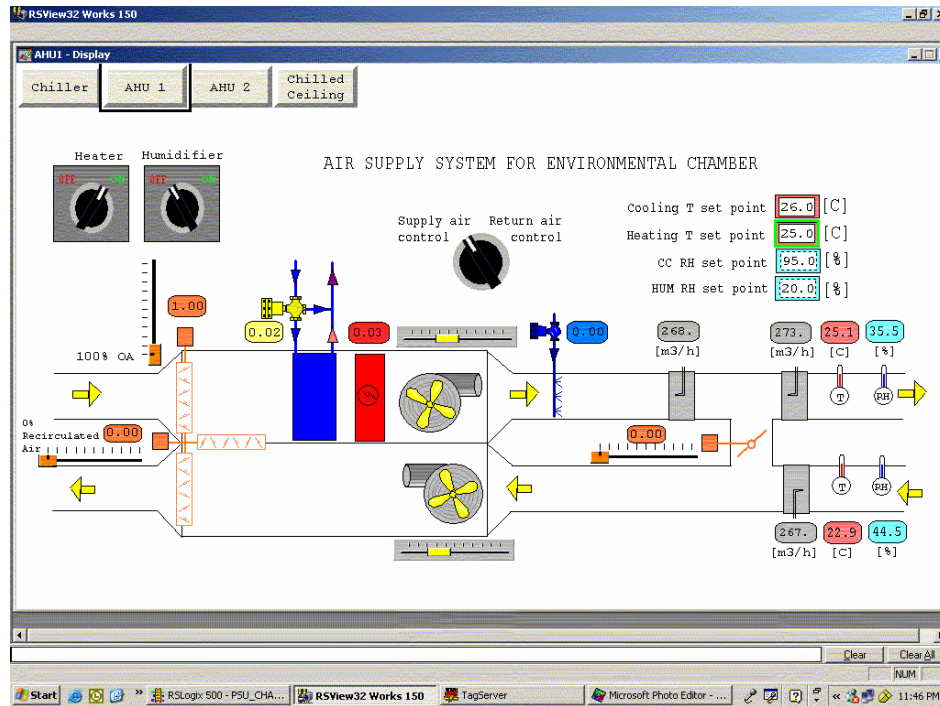 RSView32 Works 150
AHU1 - Display
Chiller
AHU 1
AHU 2
Chilled
Ceiling
Heater
Humidifier
OFF
ON
OFF
ON
AIR SUPPLY SYSTEM FOR ENVIRONMENTAL CHAMBER
Supply air
control
Return air
control
Cooling T set point 26.0 [C]
Heating T set point 25.0 [C]
CC RH set point 95.0 [%]
HUM RH set point 20.0 [%]
1.00
0.02
0.03
0.00
268.
[m3/h]
273.
[m3/h]
25.1
[C]
35.5
[%]
100% OA
T
RH
0%
Recirculated
Air
0.00
0.00
T
RH
267.
[m3/h]
22.9
[C]
44.5
[%]
Clear
Clear All
NUM
Start
RSLogix 500 - PSU_CHA...
RSView32 Works 150
TagServer
Microsoft Photo Editor - ...
11:46 PM